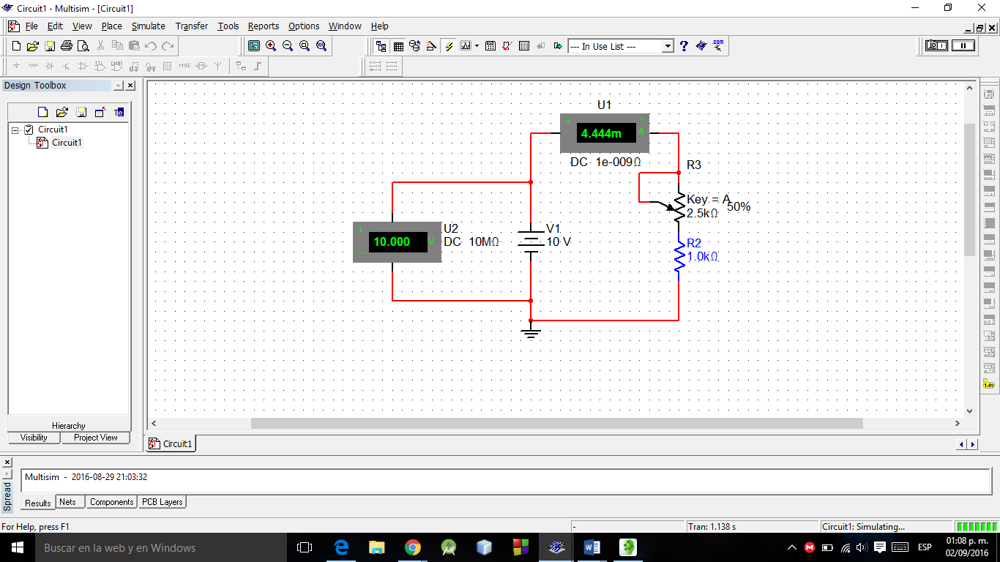 Circuit1 - Multisim - [Circuit1]
File Edit View Place Simulate Transfer Tools Reports Options Window Help
--- In Use List ---
MISC
Design Toolbox
Circuit1
Circuit1
Hierarchy
Visibility Project View
U1
+ 4.444m - A
DC 1e-009Ω
R3
Key = A
50%
2.5kΩ
U2
+ 10.000 V -
DC 10MΩ
V1
10 V
R2
1.0kΩ
1.4v
Circuit1
Spread
Multisim - 2016-08-29 21:03:32
Results Nets Components PCB Layers
For Help, press F1
-
Tran: 1.138 s
Circuit1: Simulating...
Buscar en la web y en Windows
ESP
01:08 p. m.
02/09/2016